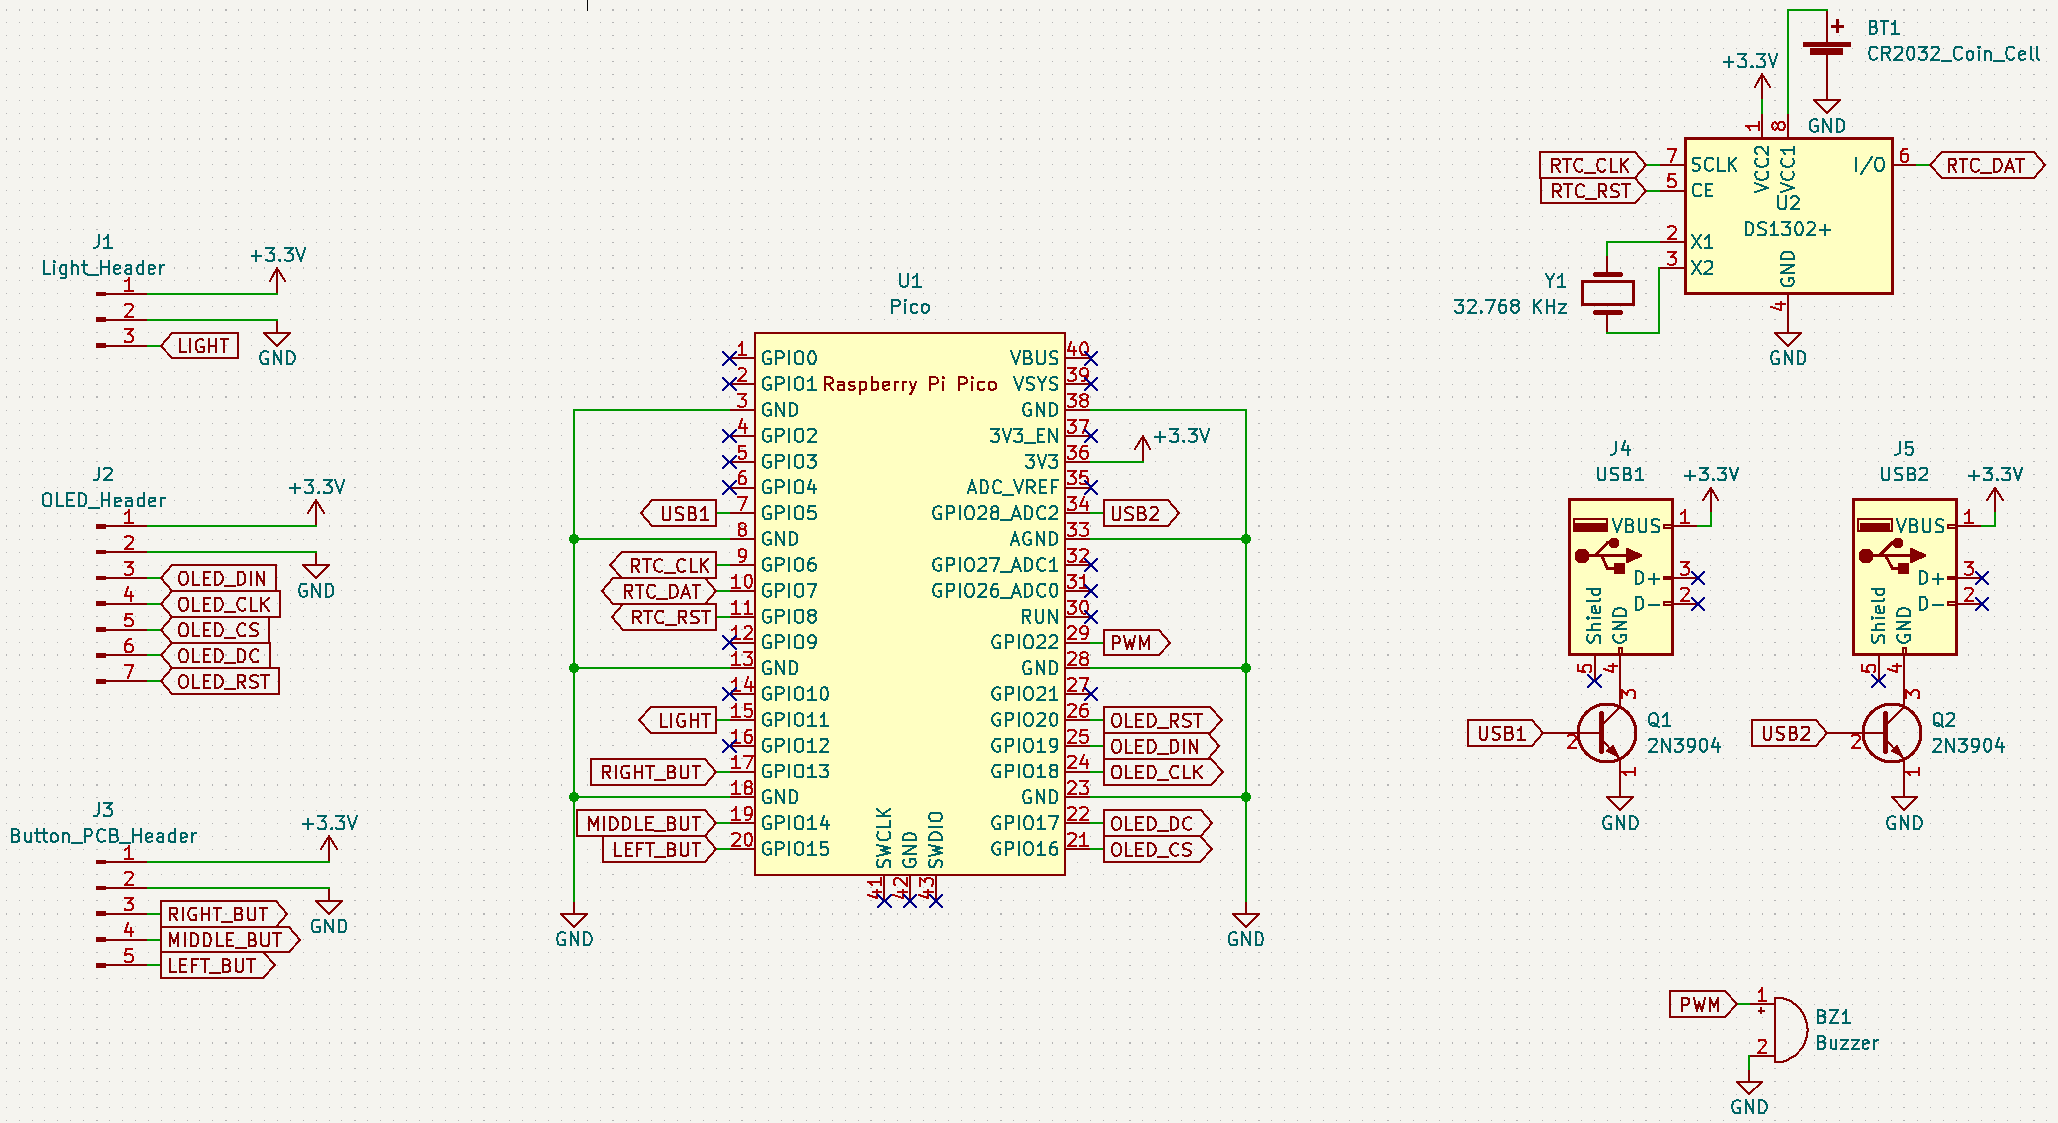 J1
Light_Header
+3.3V
1
2
3
LIGHT
GND
J2
OLED_Header
+3.3V
1
2
3 OLED_DIN
4 OLED_CLK
5 OLED_CS
6 OLED_DC
7 OLED_RST
GND
J3
Button_PCB_Header
+3.3V
1
2
3 RIGHT_BUT
4 MIDDLE_BUT
5 LEFT_BUT
GND
U1
Pico
Raspberry Pi Pico
1 GPIO0
2 GPIO1
3 GND
4 GPIO2
5 GPIO3
6 GPIO4
USB1 7 GPIO5
8 GND
RTC_CLK 9 GPIO6
RTC_DAT 10 GPIO7
RTC_RST 11 GPIO8
12 GPIO9
13 GND
14 GPIO10
LIGHT 15 GPIO11
16 GPIO12
RIGHT_BUT 17 GPIO13
18 GND
MIDDLE_BUT 19 GPIO14
LEFT_BUT 20 GPIO15
VBUS 40
VSYS 39
GND 38
3V3_EN 37
3V3 36 +3.3V
ADC_VREF 35
GPIO28_ADC2 34 USB2
AGND 33
GPIO27_ADC1 32
GPIO26_ADC0 31
RUN 30
GPIO22 29 PWM
GND 28
GPIO21 27
GPIO20 26 OLED_RST
GPIO19 25 OLED_DIN
GPIO18 24 OLED_CLK
GND 23
GPIO17 22 OLED_DC
GPIO16 21 OLED_CS
SWCLK 41
GND 42
SWDIO 43
GND
GND
BT1
CR2032_Coin_Cell
+
+3.3V
GND
1 VCC2
8 VCC1
RTC_CLK 7 SCLK
RTC_RST 5 CE
I/O 6 RTC_DAT
U2
DS1302+
2 X1
3 X2
GND 4
GND
Y1
32.768 KHz
J4
USB1
+3.3V
VBUS 1
D+ 3
D- 2
Shield 5
GND 4
USB1
2
3
1
Q1
2N3904
GND
J5
USB2
+3.3V
VBUS 1
D+ 3
D- 2
Shield 5
GND 4
USB2
2
3
1
Q2
2N3904
GND
PWM
1
+
2
BZ1
Buzzer
GND